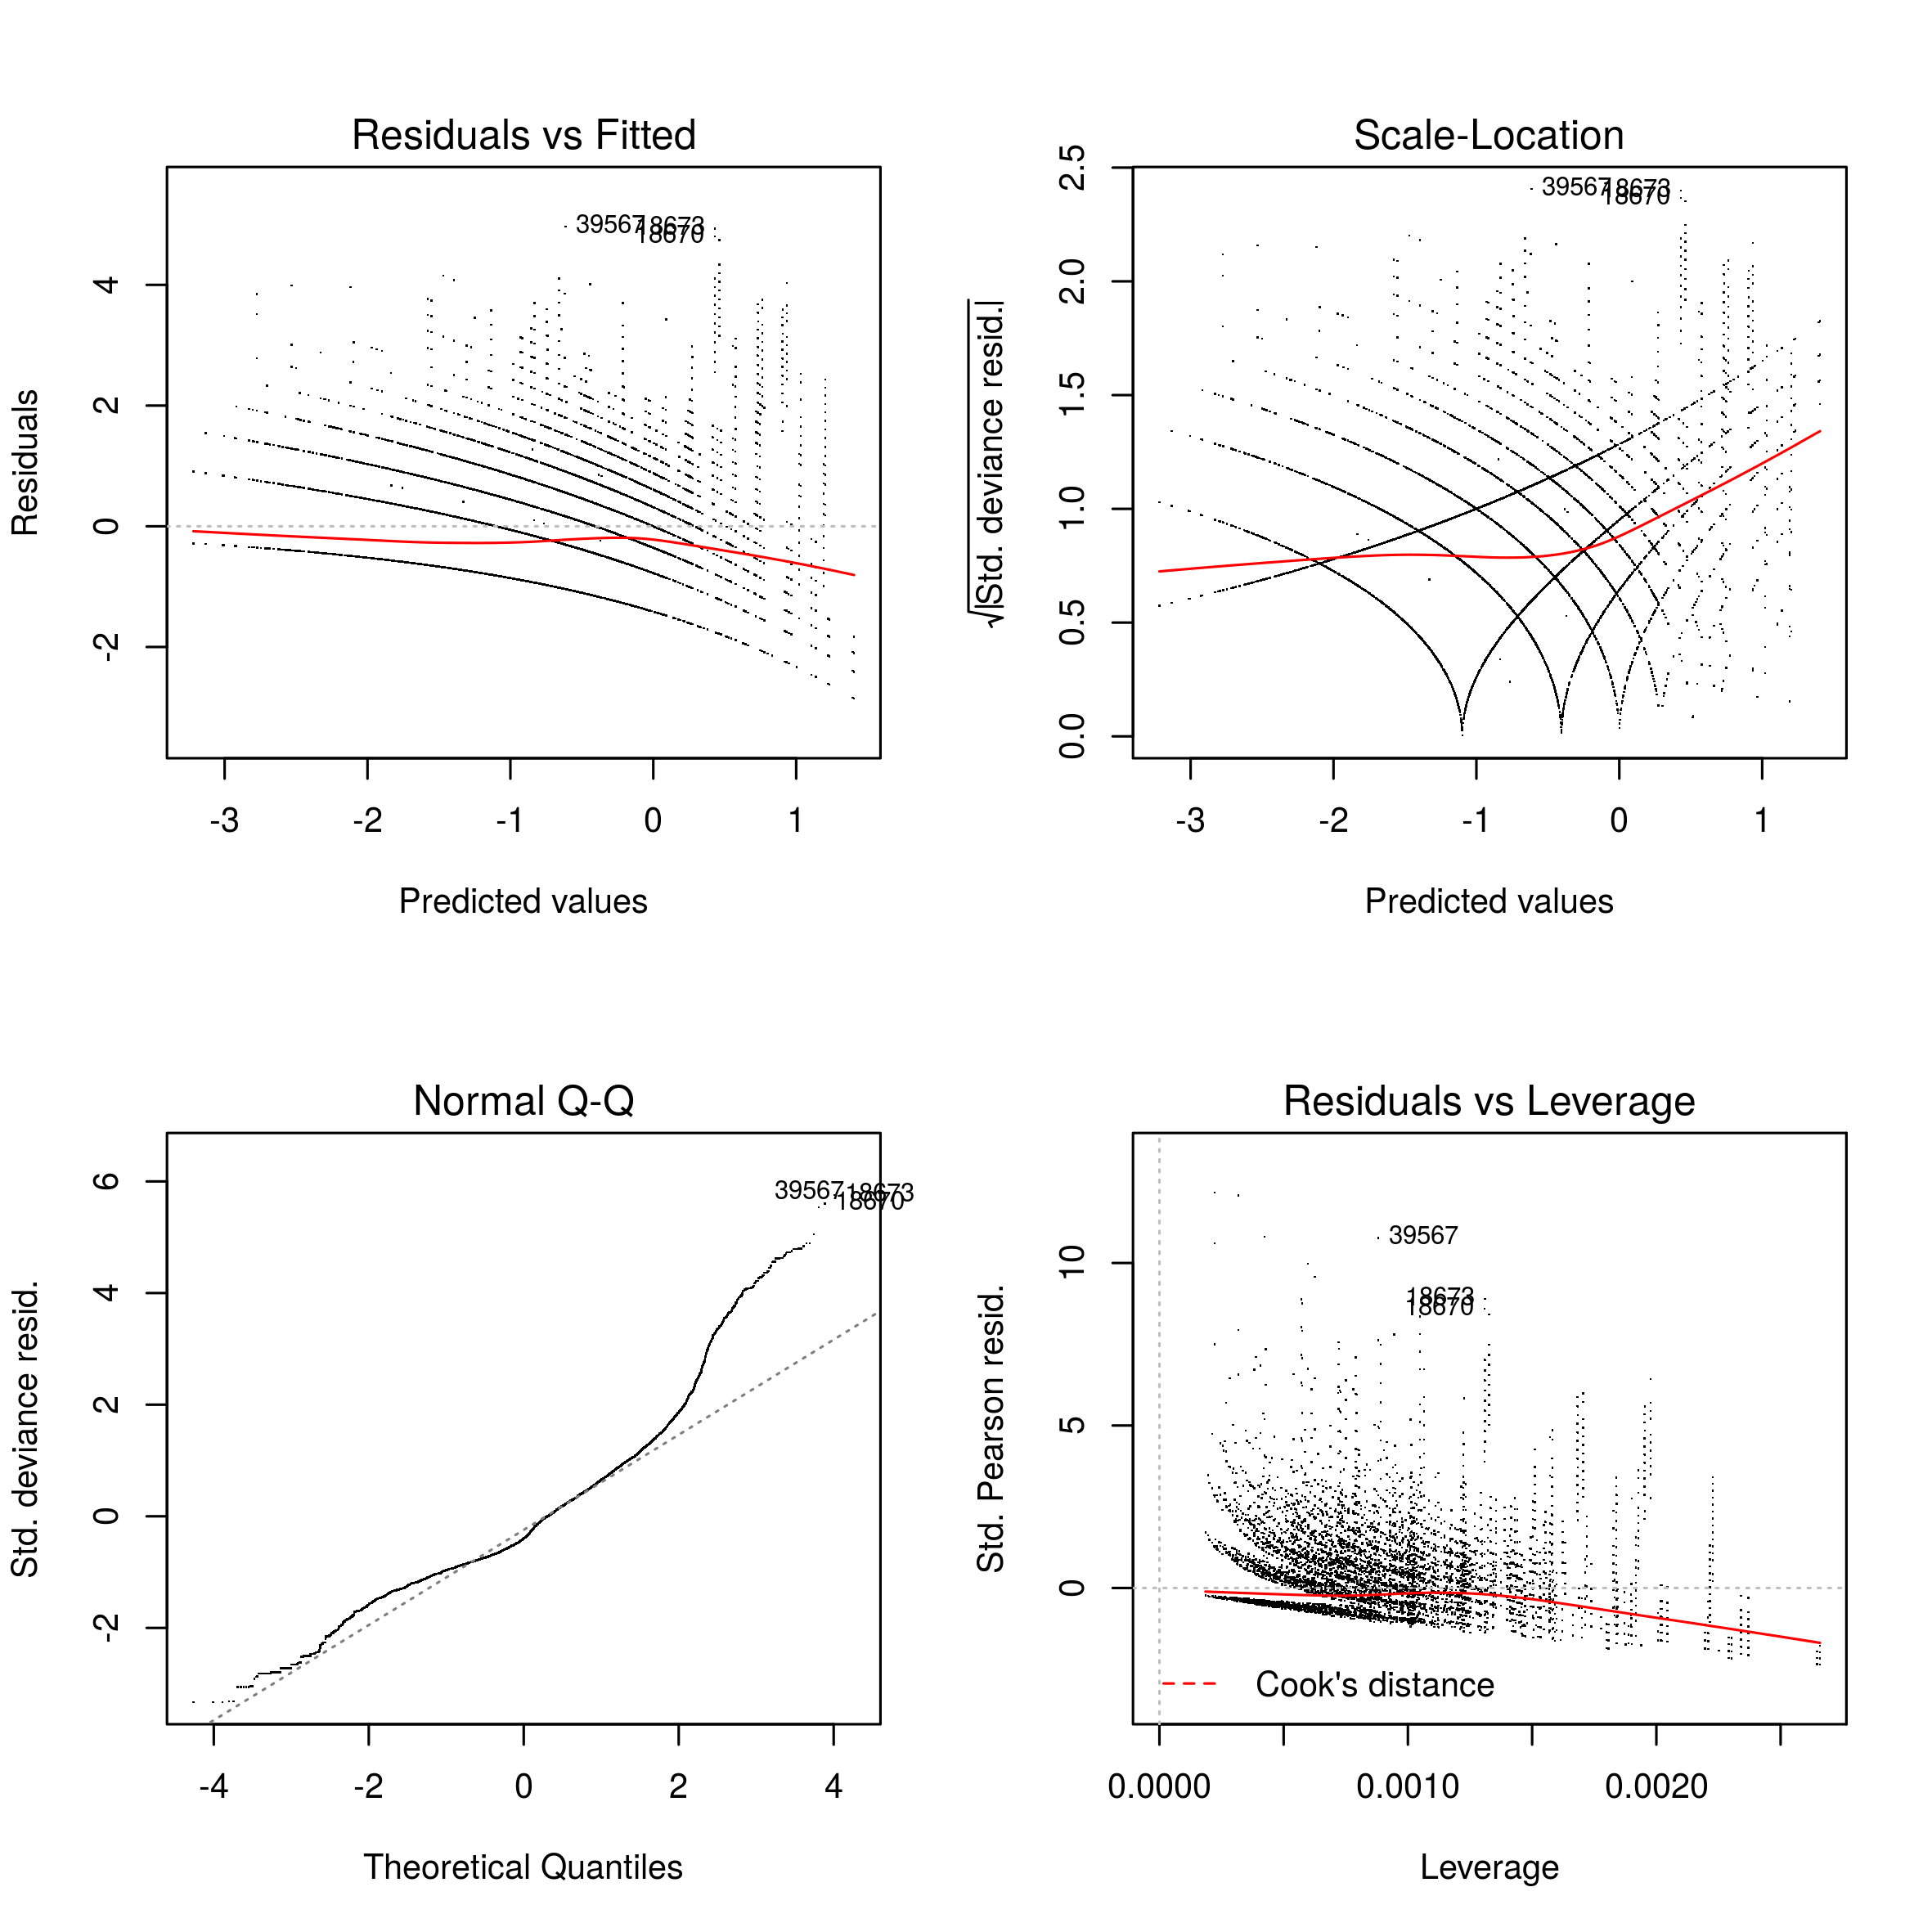 Residuals vs Fitted
Residuals
4
2
0
-2
39567
18673
18670
-3 -2 -1 0 1
Predicted values
Scale-Location
√|Std. deviance resid.|
2.5
2.0
1.5
1.0
0.5
0.0
39567
18673
18670
-3 -2 -1 0 1
Predicted values
Normal Q-Q
Std. deviance resid.
6
4
2
0
-2
39567
18673
18670
-4 -2 0 2 4
Theoretical Quantiles
Residuals vs Leverage
Std. Pearson resid.
10
5
0
39567
18673
18670
Cook's distance
0.0000 0.0010 0.0020
Leverage